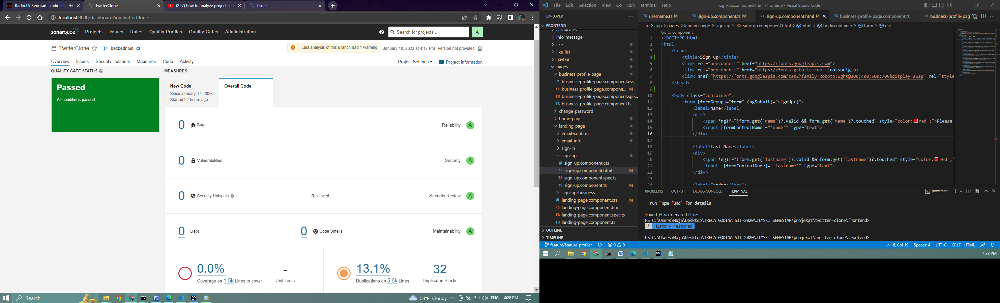 Radio IN Beograd - radio sta
TwitterClone
(257) how to analyze project sec
Issues
localhost:9000/dashboard?id=TwitterClone
sonarqube
Projects
Issues
Rules
Quality Profiles
Quality Gates
Administration
Search for projects...
A
TwitterClone
bezbednost
Last analysis of this Branch had 1 warning
January 18, 2023 at 4:17 PM
Version not provided
Overview
Issues
Security Hotspots
Measures
Code
Activity
Project Settings
Project Information
QUALITY GATE STATUS
MEASURES
Passed
All conditions passed.
New Code
Since January 17, 2023
Started 22 hours ago
Overall Code
0 Bugs
Reliability A
0 Vulnerabilities
Security A
0 Security Hotspots
— Reviewed
Security Review A
0 Debt
0 Code Smells
Maintainability A
0.0%
Coverage on 1.5k Lines to cover
-
Unit Tests
13.1%
Duplications on 5.6k Lines
32
Duplicated Blocks
Search
54°F Cloudy
ENG
4:28 PM
File Edit Selection View Go Run Terminal Help
sign-up.component.html - frontend - Visual Studio Code
EXPLORER
TS username.ts M
TS sign-up.component.ts M
<> sign-up.component.html M
TS business-profile-page.component.ts
<> business-profile-pag
FRONTEND
certificates
info-message
like
like-list
navbar
pages
business-profile-page
# business-profile-page.component.css
<> business-profile-page.compone... M
TS business-profile-page.component.spe...
TS business-profile-page.component.ts
change-password
home-page
landing-page
email-confirm
email-info
sign-in
sign-up
# sign-up.component.css
<> sign-up.component.html M
TS sign-up.component.spec.ts
TS sign-up.component.ts M
sign-up-business
# landing-page.component.css M
<> landing-page.component.html
TS landing-page.component.spec.ts
TS landing-page.component.ts
OUTLINE
TIMELINE
src > app > pages > landing-page > sign-up > <> sign-up.component.html > html > body.container > form > div
Go to component
1 <!DOCTYPE html>
2 <html>
3 <head>
4 <title>Sign up</title>
5 <link rel="preconnect" href="https://fonts.googleapis.com">
6 <link rel="preconnect" href="https://fonts.gstatic.com" crossorigin>
7 <link href="https://fonts.googleapis.com/css2?family=Roboto:wght@300;400;500;700&display=swap" rel="style
8 </head>
9
10 <body class="container">
11 <form [formGroup]="form" (ngSubmit)="signUp()">
12 <label>Name</label>
13 <div>
14 <span *ngIf="!form.get('name')?.valid && form.get('name')?.touched" style="color: red ;">Please
15 <input [formControlName]="'name'" type="text">
16 </div>
17
18 <label>Last Name</label>
19 <div>
20 <span *ngIf="!form.get('lastname')?.valid && form.get('lastname')?.touched" style="color: red ;"
21 <input  [formControlName]="'lastname'" type="text">
22 </div>
23
24 <label>Gender</label>
PROBLEMS
OUTPUT
DEBUG CONSOLE
TERMINAL
powershell
run `npm fund` for details
found 0 vulnerabilities
PS C:\Users\Maja\Desktop\TRECA GODINA SIT-2020\ZIMSKI SEMESTAR\projekat\twitter-clone\frontend>
* History restored
PS C:\Users\Maja\Desktop\TRECA GODINA SIT-2020\ZIMSKI SEMESTAR\projekat\twitter-clone\frontend>
feature/feature_profile*
0 0
Ln 16, Col 19
Spaces: 4
UTF-8
CRLF
HTML
4:28 PM